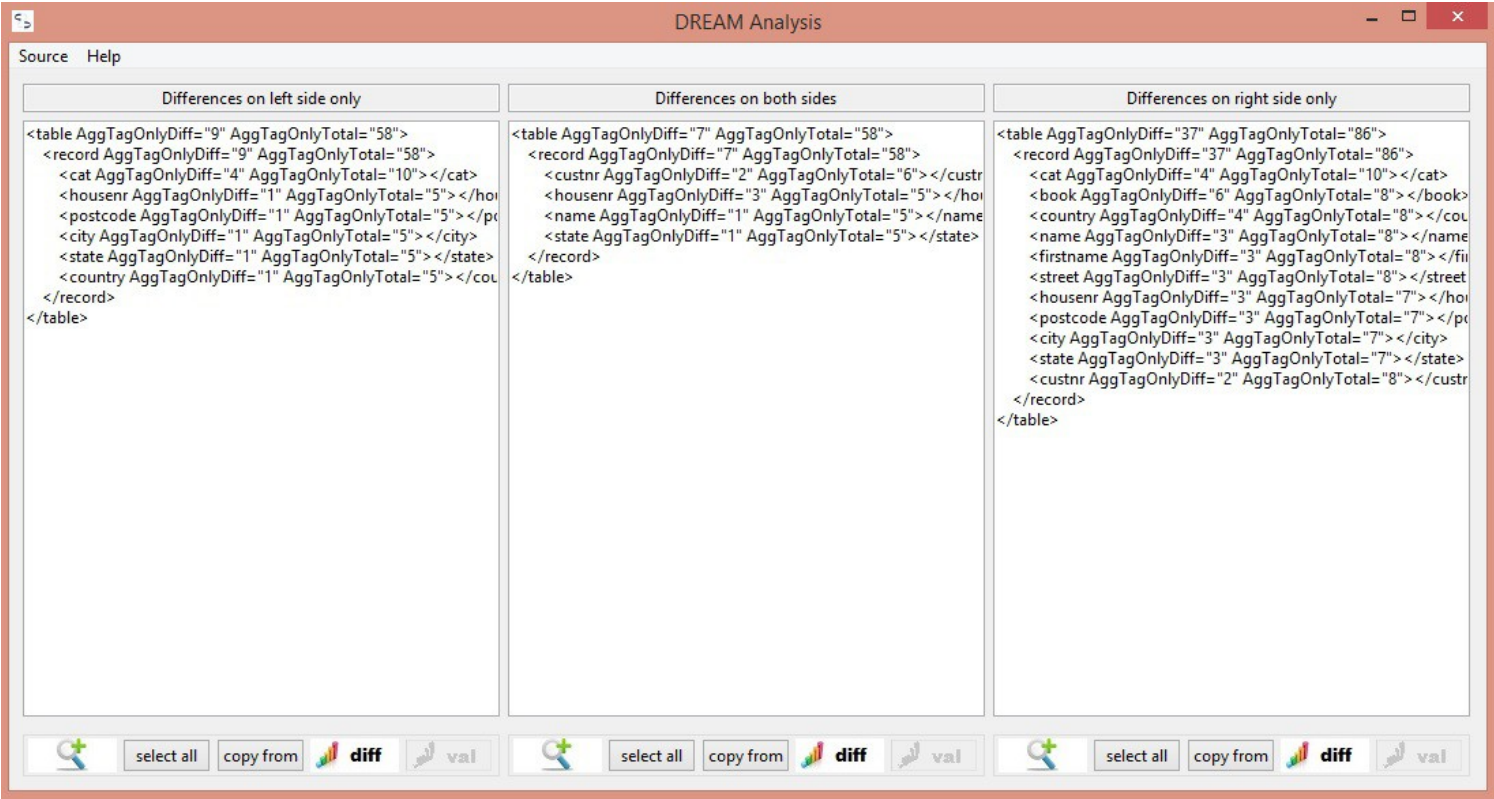 DREAM Analysis
Source Help
Differences on left side only
<table AggTagOnlyDiff="9" AggTagOnlyTotal="58">
<record AggTagOnlyDiff="9" AggTagOnlyTotal="58">
<cat AggTagOnlyDiff="4" AggTagOnlyTotal="10"></cat>
<housenr AggTagOnlyDiff="1" AggTagOnlyTotal="5"></hou
<postcode AggTagOnlyDiff="1" AggTagOnlyTotal="5"></po
<city AggTagOnlyDiff="1" AggTagOnlyTotal="5"></city>
<state AggTagOnlyDiff="1" AggTagOnlyTotal="5"></state>
<country AggTagOnlyDiff="1" AggTagOnlyTotal="5"></cou
</record>
</table>
select all copy from diff val
Differences on both sides
<table AggTagOnlyDiff="7" AggTagOnlyTotal="58">
<record AggTagOnlyDiff="7" AggTagOnlyTotal="58">
<custnr AggTagOnlyDiff="2" AggTagOnlyTotal="6"></custr
<housenr AggTagOnlyDiff="3" AggTagOnlyTotal="5"></hou
<name AggTagOnlyDiff="1" AggTagOnlyTotal="5"></name
<state AggTagOnlyDiff="1" AggTagOnlyTotal="5"></state>
</record>
</table>
select all copy from diff val
Differences on right side only
<table AggTagOnlyDiff="37" AggTagOnlyTotal="86">
<record AggTagOnlyDiff="37" AggTagOnlyTotal="86">
<cat AggTagOnlyDiff="4" AggTagOnlyTotal="10"></cat>
<book AggTagOnlyDiff="6" AggTagOnlyTotal="8"></book>
<country AggTagOnlyDiff="4" AggTagOnlyTotal="8"></cou
<name AggTagOnlyDiff="3" AggTagOnlyTotal="8"></name
<firstname AggTagOnlyDiff="3" AggTagOnlyTotal="8"></fi
<street AggTagOnlyDiff="3" AggTagOnlyTotal="8"></street
<housenr AggTagOnlyDiff="3" AggTagOnlyTotal="7"></hou
<postcode AggTagOnlyDiff="3" AggTagOnlyTotal="7"></po
<city AggTagOnlyDiff="3" AggTagOnlyTotal="7"></city>
<state AggTagOnlyDiff="3" AggTagOnlyTotal="7"></state>
<custnr AggTagOnlyDiff="2" AggTagOnlyTotal="8"></custr
</record>
</table>
select all copy from diff val